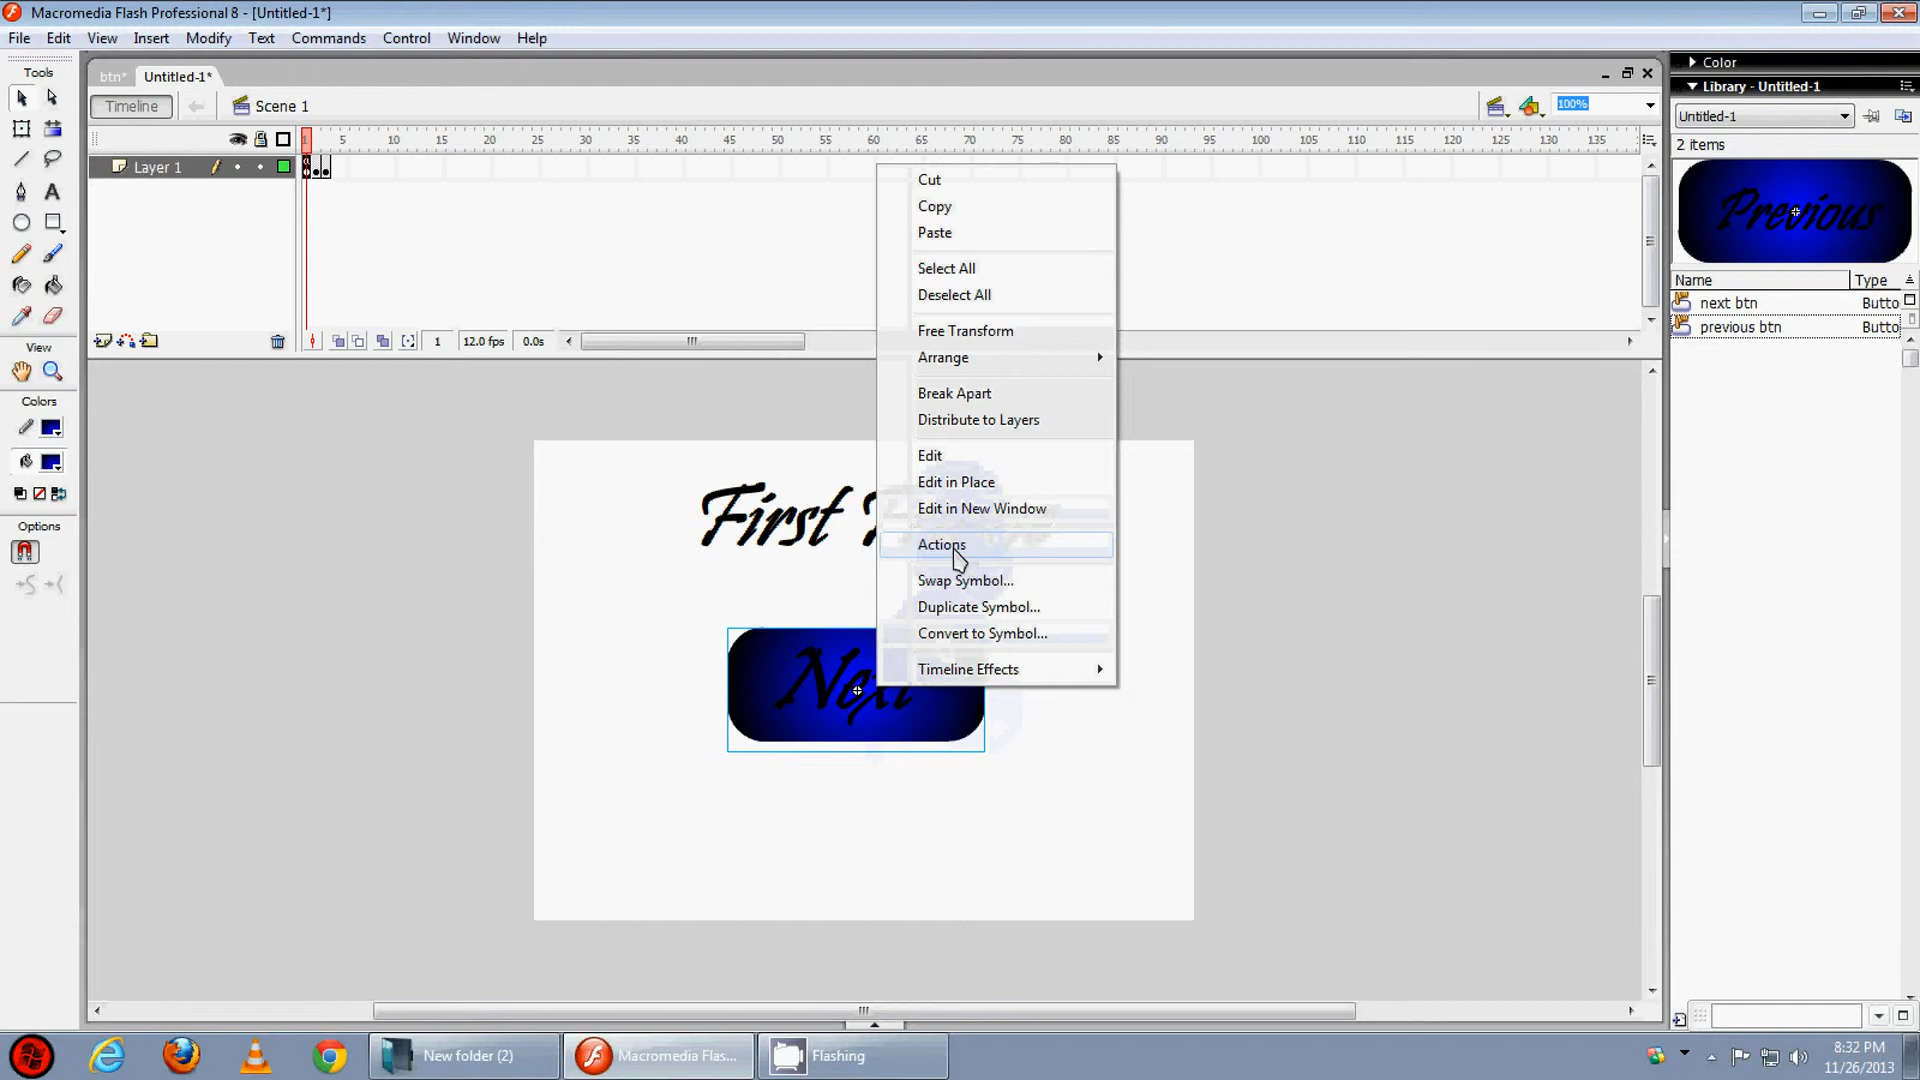 Macromedia Flash Professional 8 - [Untitled-1*]
File Edit View Insert Modify Text Commands Control Window Help
Tools
btn* Untitled-1*
Color
Library - Untitled-1
Timeline
Scene 1
100%
Untitled-1
2 items
1 5 10 15 20 25 30 35 40 45 50 55 60 65 70 75 80 85 90 95 100 105 110 115 120 125 130 135
Layer 1
Previous
Name Type
next btn Butto
previous btn Butto
1 12.0 fps 0.0s
View
Colors
Options
Cut
Copy
Paste
Select All
Deselect All
Free Transform
Arrange
Break Apart
Distribute to Layers
Edit
Edit in Place
Edit in New Window
Actions
Swap Symbol...
Duplicate Symbol...
Convert to Symbol...
Timeline Effects
First
Next
New folder (2)
Macromedia Flas...
Flashing
8:32 PM
11/26/2013